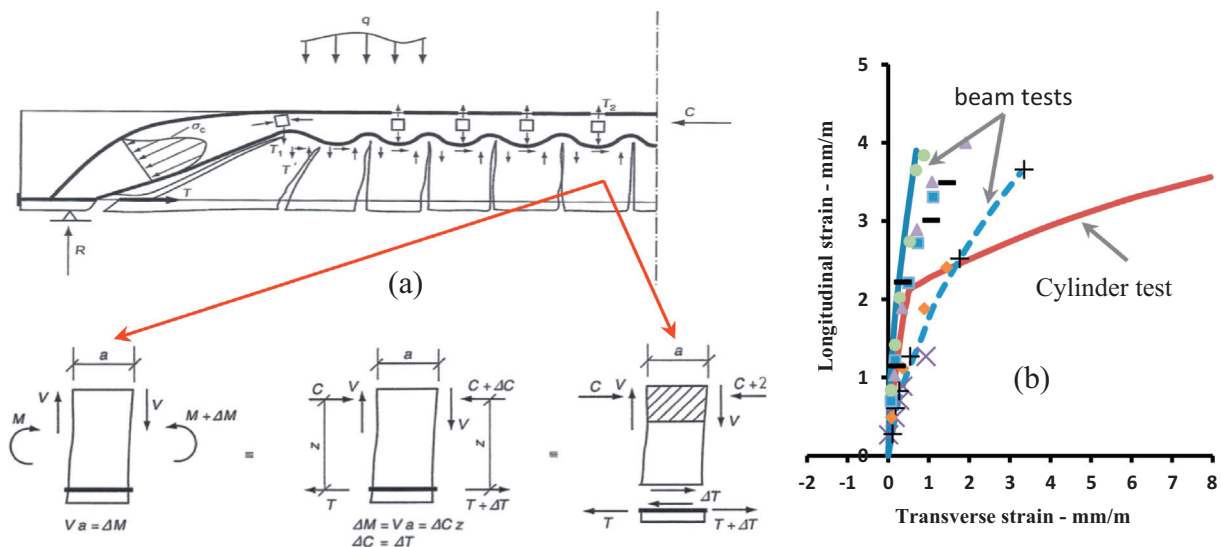 q
σc
T1
T'
T2
C
T
R
(a)
a
V
V
M
M + ΔM
T
V a = ΔM
≡
a
C
V
C + ΔC
V
z
z
T
T + ΔT
ΔM = V a = ΔC z
ΔC = ΔT
≡
a
C
V
C + 2
V
ΔT
T
T + ΔT
Longitudinal strain - mm/m
5
4
3
2
1
0
-2 -1 0 1 2 3 4 5 6 7 8
Transverse strain - mm/m
beam tests
Cylinder test
(b)